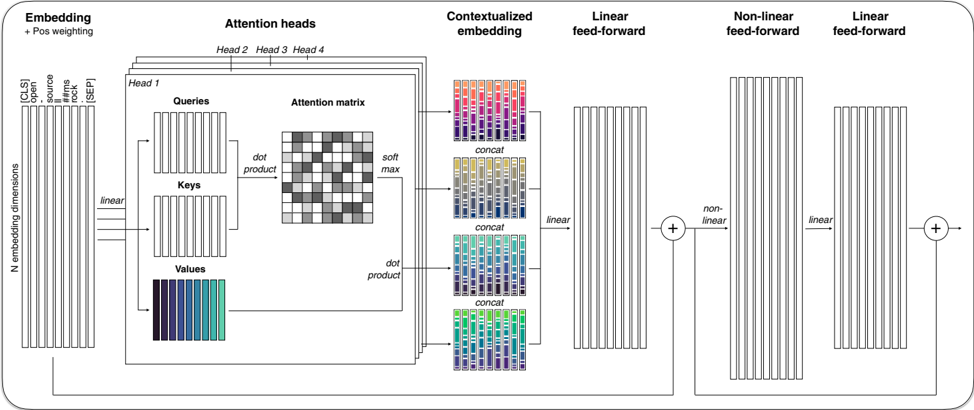 Embedding
+ Pos weighting
Attention heads
Contextualized
embedding
Linear
feed-forward
Non-linear
feed-forward
Linear
feed-forward
Head 2
Head 3
Head 4
Head 1
[CLS]
open
-
source
ll
##ms
rock
.
[SEP]
N embedding dimensions
linear
Queries
Keys
Values
dot
product
Attention matrix
soft
max
dot
product
concat
concat
concat
linear
+
non-
linear
linear
+